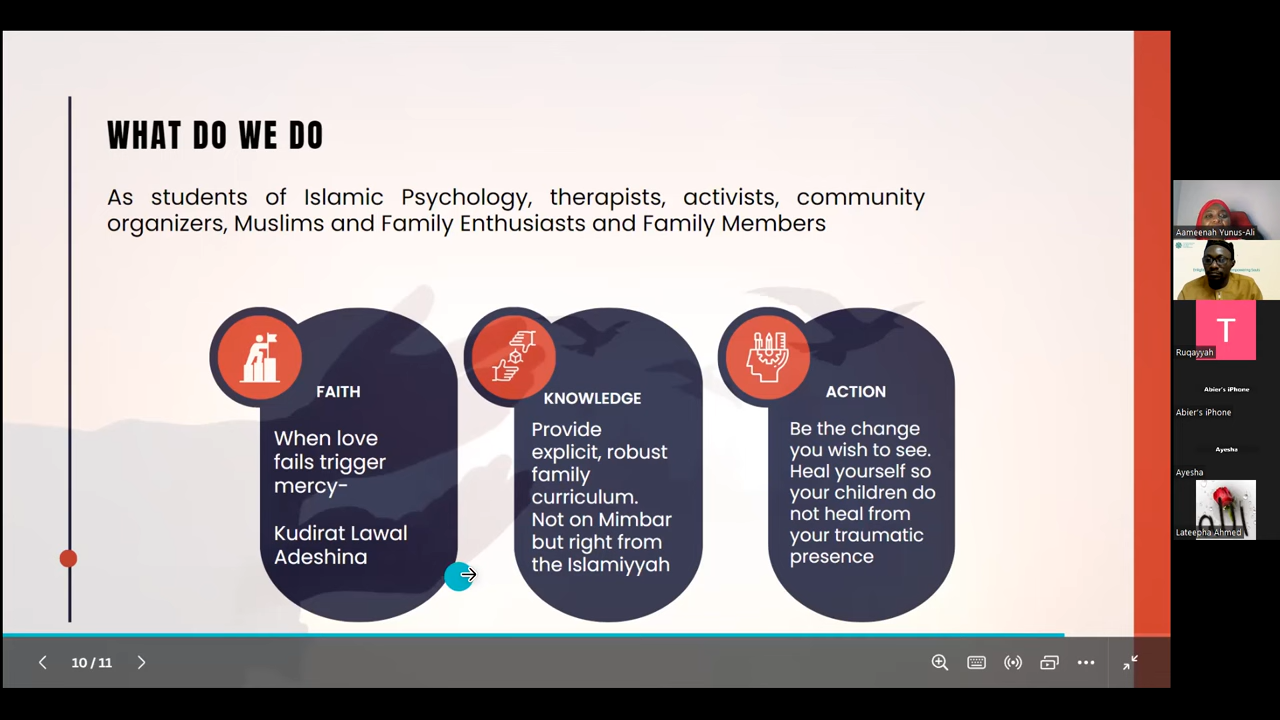 WHAT DO WE DO
As students of Islamic Psychology, therapists, activists, community
organizers, Muslims and Family Enthusiasts and Family Members
FAITH
When love
fails trigger
mercy-
Kudirat Lawal
Adeshina
KNOWLEDGE
Provide
explicit, robust
family
curriculum.
Not on Mimbar
but right from
the Islamiyyah
ACTION
Be the change
you wish to see.
Heal yourself so
your children do
not heal from
your traumatic
presence
10 / 11
Aameenah Yunus-Ali
T
Ruqayyah
Abier's iPhone
Abier's iPhone
Ayesha
Ayesha
Lateepha Ahmed